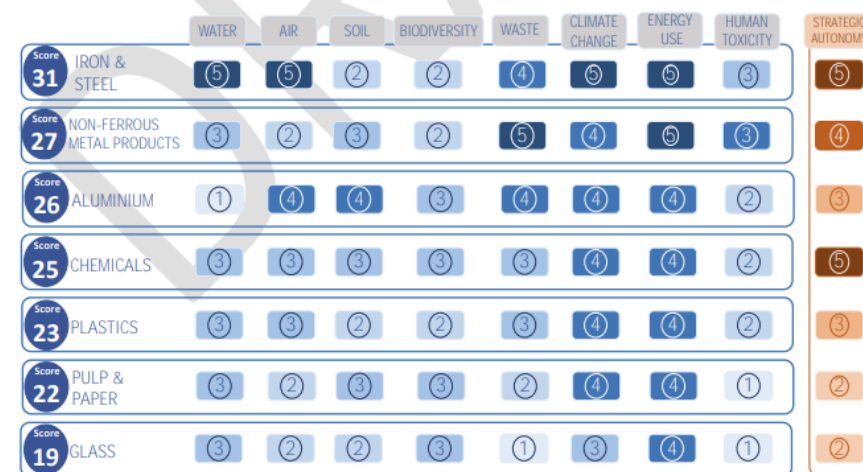 WATER AIR SOIL BIODIVERSITY WASTE CLIMATE CHANGE ENERGY USE HUMAN TOXICITY STRATEGIC AUTONOMY
Score 31 IRON & STEEL 5 5 2 2 4 5 5 3 5
Score 27 NON-FERROUS METAL PRODUCTS 3 2 3 2 5 4 5 3 4
Score 26 ALUMINIUM 1 4 4 3 4 4 4 2 3
Score 25 CHEMICALS 3 3 3 3 3 4 4 2 5
Score 23 PLASTICS 3 3 2 2 3 4 4 2 3
Score 22 PULP & PAPER 3 2 3 3 2 4 4 1 2
Score 19 GLASS 3 2 2 3 1 3 4 1 2